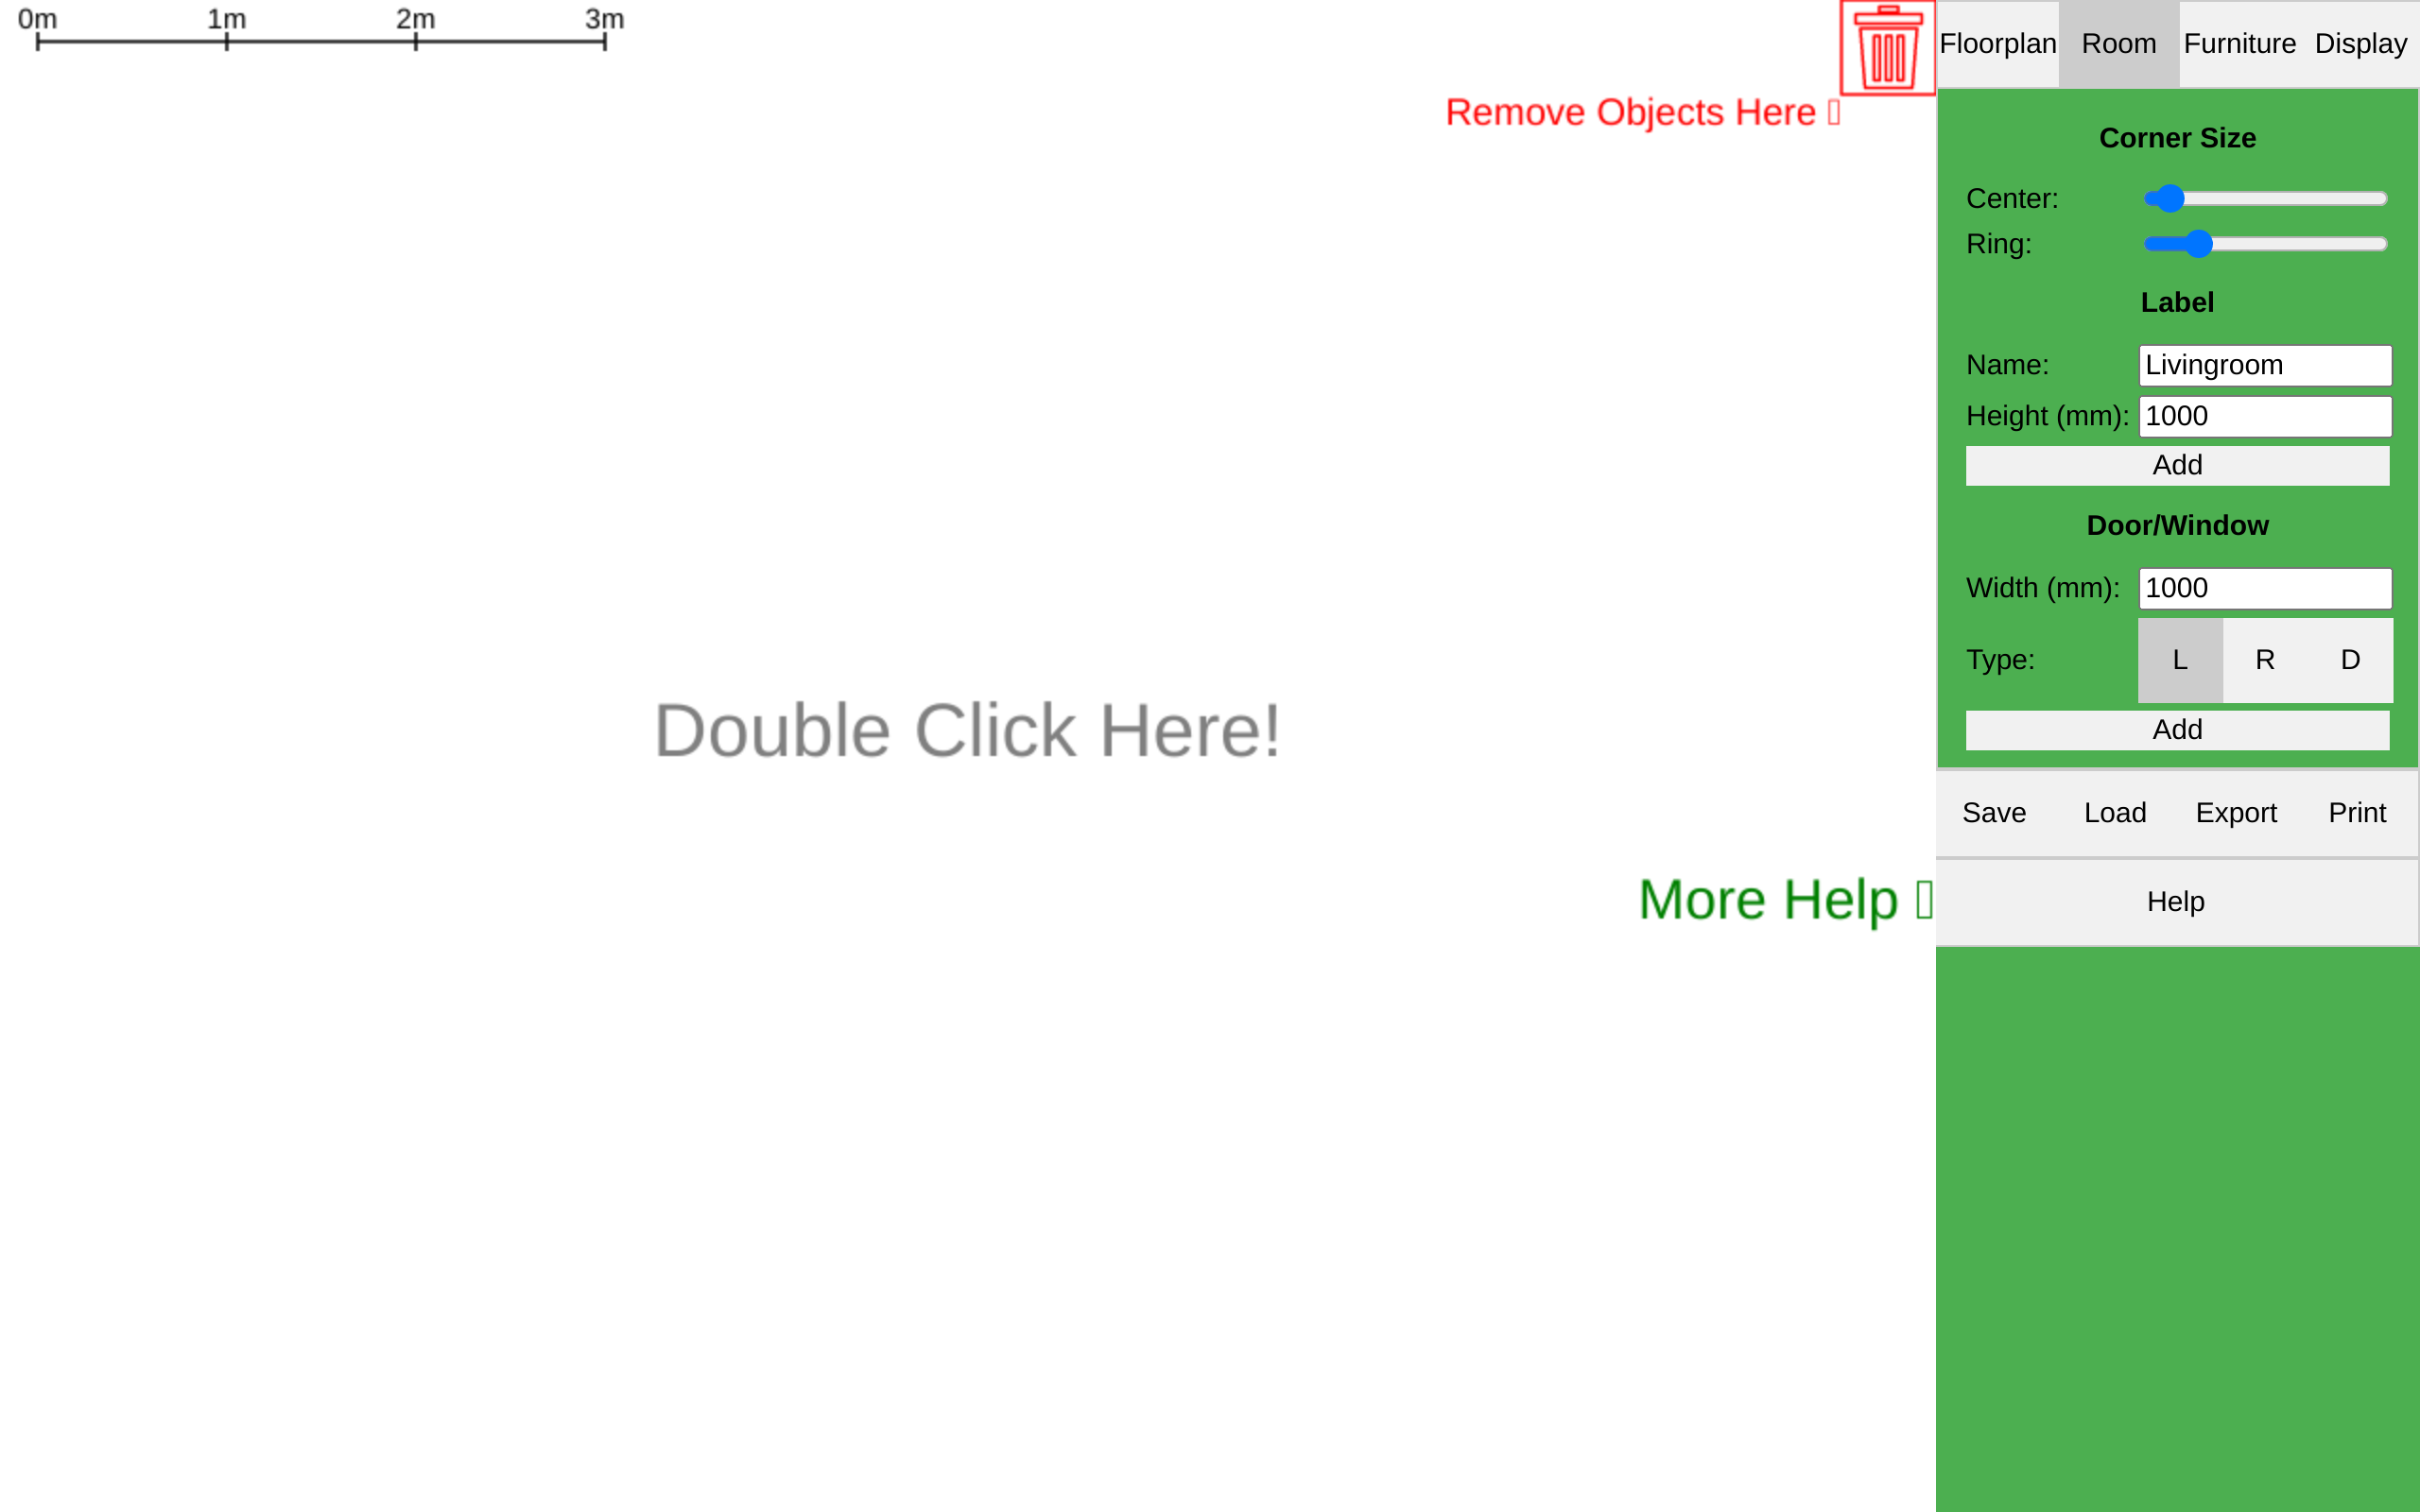 0m 1m 2m 3m
Remove Objects Here
Double Click Here!
More Help
Floorplan Room Furniture Display
Corner Size
Center:
Ring:
Label
Name: Livingroom
Height (mm): 1000
Add
Door/Window
Width (mm): 1000
Type: L R D
Add
Save Load Export Print
Help